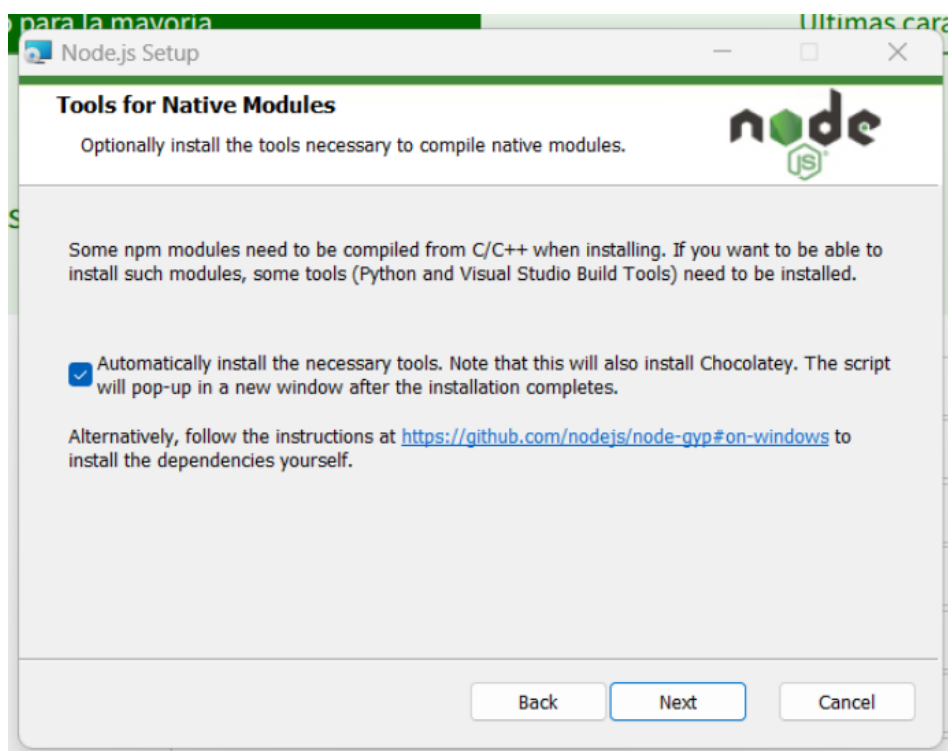 para la mayoría
Ultimas cara
Node.js Setup
Tools for Native Modules
Optionally install the tools necessary to compile native modules.
node
JS
Some npm modules need to be compiled from C/C++ when installing. If you want to be able to
install such modules, some tools (Python and Visual Studio Build Tools) need to be installed.
Automatically install the necessary tools. Note that this will also install Chocolatey. The script
will pop-up in a new window after the installation completes.
Alternatively, follow the instructions at https://github.com/nodejs/node-gyp#on-windows to
install the dependencies yourself.
Back Next Cancel